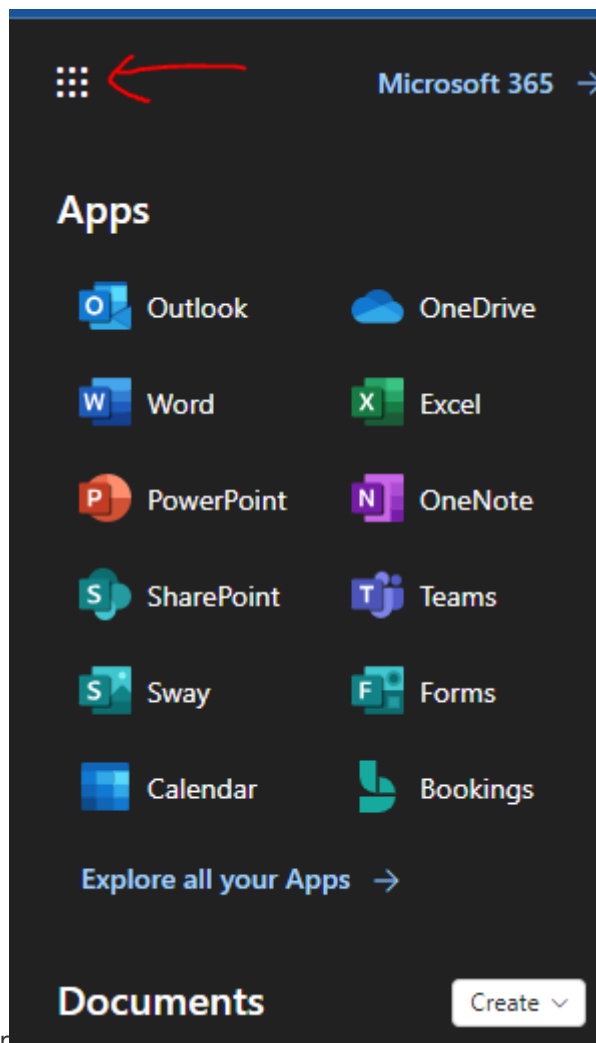 Microsoft 365 →
Apps
Outlook OneDrive
Word Excel
PowerPoint OneNote
SharePoint Teams
Sway Forms
Calendar Bookings
Explore all your Apps →
Documents Create